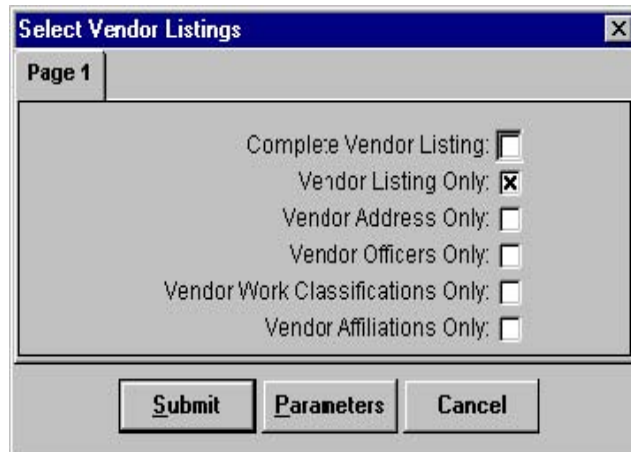 Select Vendor Listings
Page 1
Complete Vendor Listing:
Vendor Listing Only:
Vendor Address Only:
Vendor Officers Only:
Vendor Work Classifications Only:
Vendor Affiliations Only:
Submit Parameters Cancel